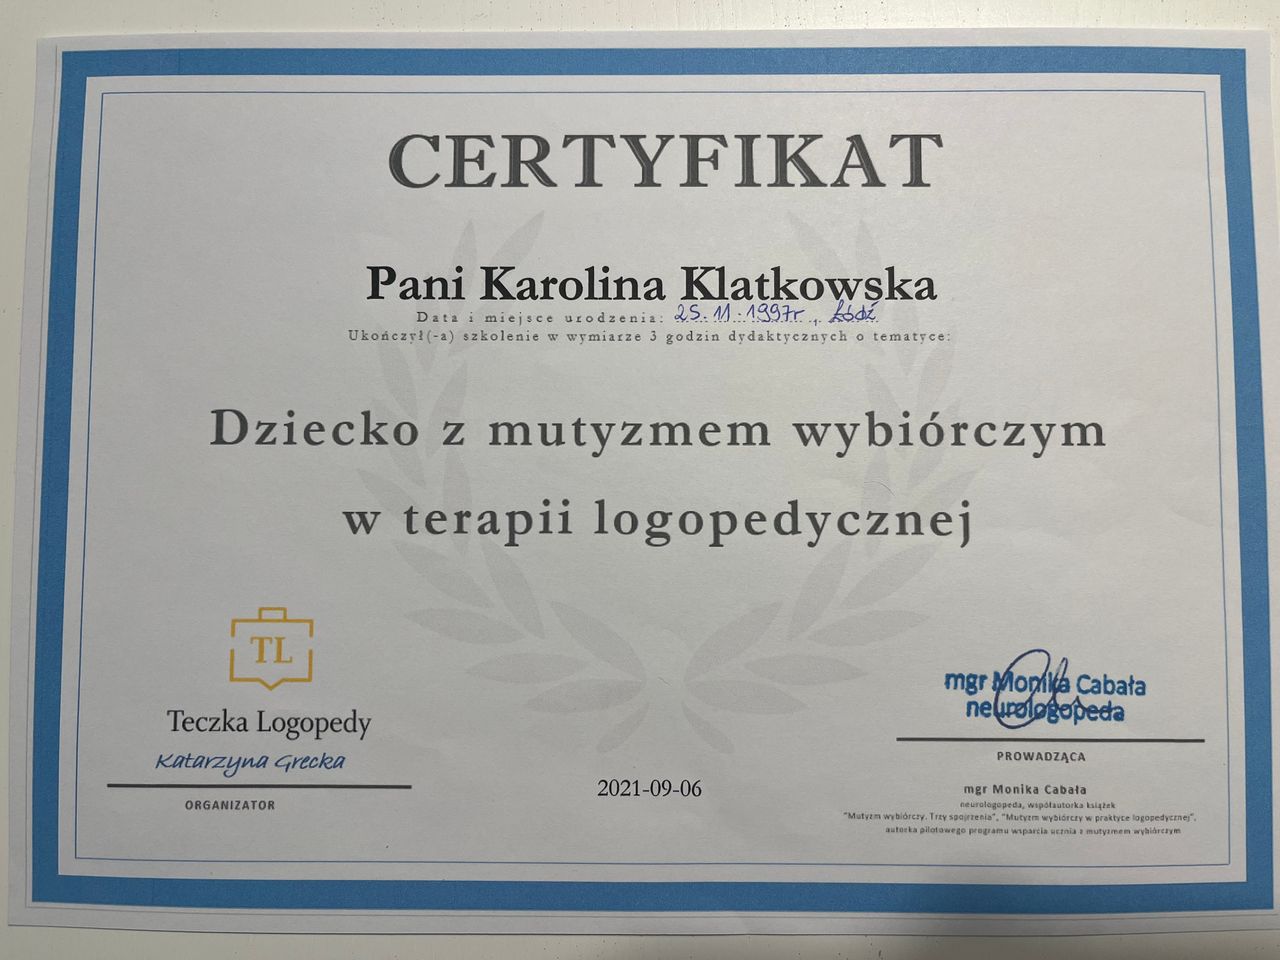 CERTYFIKAT
Pani Karolina Klatkowska
Data i miejsce urodzenia: 25.11.1997r., Łódź
Ukończył(-a) szkolenie w wymiarze 3 godzin dydaktycznych o tematyce:
Dziecko z mutyzmem wybiórczym
w terapii logopedycznej
TL
Teczka Logopedy
Katarzyna Grecka
ORGANIZATOR
2021-09-06
mgr Monika Cabała
neurologopeda
PROWADZĄCA
mgr Monika Cabała
neurologopeda, współautorka książek
"Mutyzm wybiórczy. Trzy spojrzenia", "Mutyzm wybiórczy w praktyce logopedycznej",
autorka pilotowego programu wsparcia ucznia z mutyzmem wybiórczym